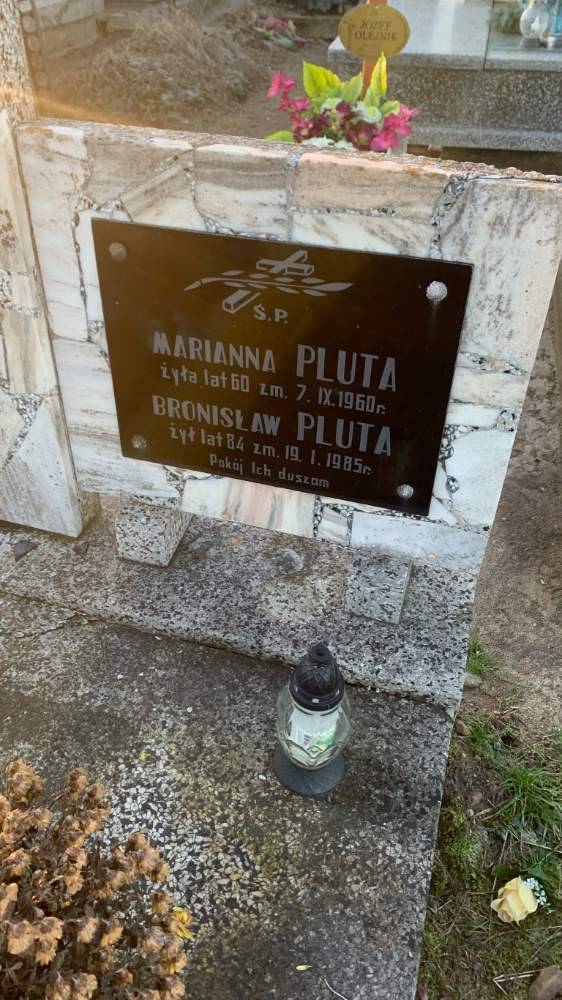 JÓZEF
OLEJNIK
Ś.P.
MARIANNA PLUTA
żyła lat 60 zm. 7. IX. 1960r.
BRONISŁAW PLUTA
żył lat 84 zm. 19. I. 1985r.
Pokój Ich duszom